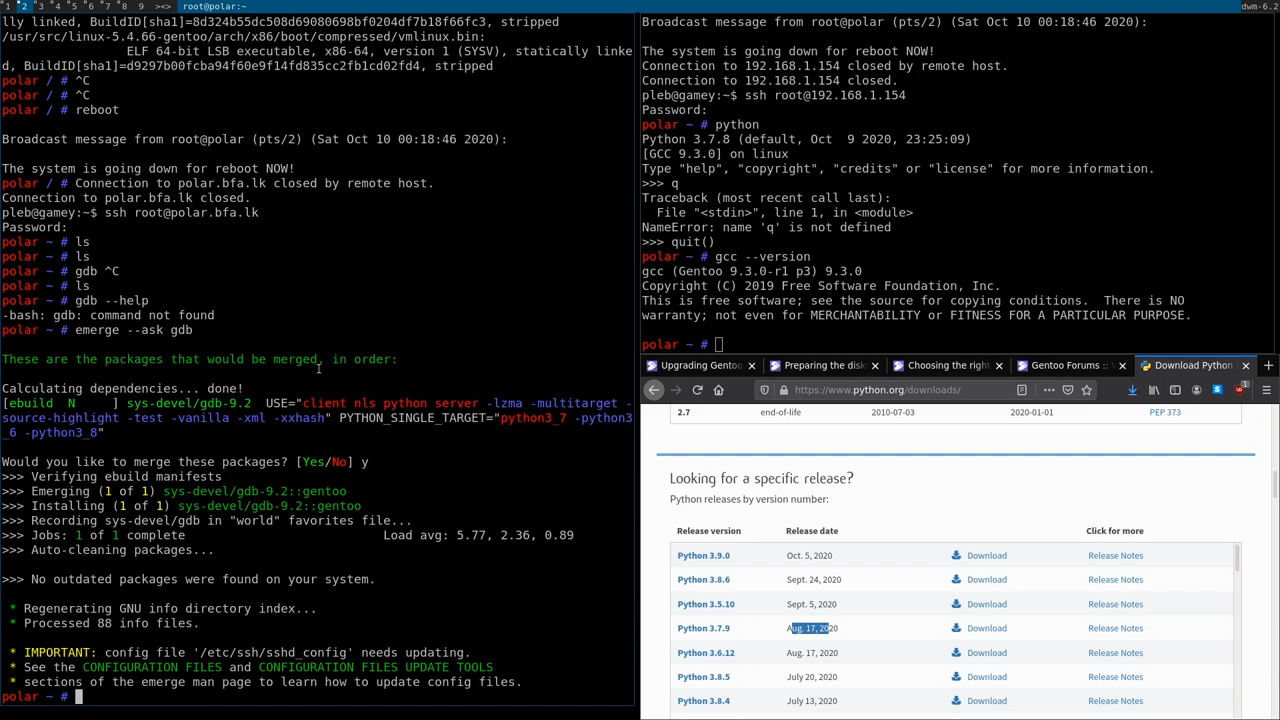 1 2 3 4 5 6 7 8 9 ><> root@polar:~ dwm-6.2
lly linked, BuildID[sha1]=8d324b55dc508d69080698bf0204df7b18f66fc3, stripped
/usr/src/linux-5.4.66-gentoo/arch/x86/boot/compressed/vmlinux.bin:
ELF 64-bit LSB executable, x86-64, version 1 (SYSV), statically linke
d, BuildID[sha1]=d9297b00fcba94f60e9f14fd835cc2fb1cd02fd4, stripped
polar / # ^C
polar / # ^C
polar / # reboot
Broadcast message from root@polar (pts/2) (Sat Oct 10 00:18:46 2020):
The system is going down for reboot NOW!
polar / # Connection to polar.bfa.lk closed by remote host.
Connection to polar.bfa.lk closed.
pleb@gamey:~$ ssh root@polar.bfa.lk
Password:
polar ~ # ls
polar ~ # ls
polar ~ # gdb ^C
polar ~ # ls
polar ~ # gdb --help
-bash: gdb: command not found
polar ~ # emerge --ask gdb
These are the packages that would be merged, in order:
Calculating dependencies... done!
[ebuild  N     ] sys-devel/gdb-9.2  USE="client nls python server -lzma -multitarget -
source-highlight -test -vanilla -xml -xxhash" PYTHON_SINGLE_TARGET="python3_7 -python3
_6 -python3_8"
Would you like to merge these packages? [Yes/No] y
>>> Verifying ebuild manifests
>>> Emerging (1 of 1) sys-devel/gdb-9.2::gentoo
>>> Installing (1 of 1) sys-devel/gdb-9.2::gentoo
>>> Recording sys-devel/gdb in "world" favorites file...
>>> Jobs: 1 of 1 complete Load avg: 5.77, 2.36, 0.89
>>> Auto-cleaning packages...
>>> No outdated packages were found on your system.
* Regenerating GNU info directory index...
* Processed 88 info files.
* IMPORTANT: config file '/etc/ssh/sshd_config' needs updating.
* See the CONFIGURATION FILES and CONFIGURATION FILES UPDATE TOOLS
* sections of the emerge man page to learn how to update config files.
polar ~ #
Broadcast message from root@polar (pts/2) (Sat Oct 10 00:18:46 2020):
The system is going down for reboot NOW!
Connection to 192.168.1.154 closed by remote host.
Connection to 192.168.1.154 closed.
pleb@gamey:~$ ssh root@192.168.1.154
Password:
polar ~ # python
Python 3.7.8 (default, Oct  9 2020, 23:25:09)
[GCC 9.3.0] on linux
Type "help", "copyright", "credits" or "license" for more information.
>>> q
Traceback (most recent call last):
File "<stdin>", line 1, in <module>
NameError: name 'q' is not defined
>>> quit()
polar ~ # gcc --version
gcc (Gentoo 9.3.0-r1 p3) 9.3.0
Copyright (C) 2019 Free Software Foundation, Inc.
This is free software; see the source for copying conditions.  There is NO
warranty; not even for MERCHANTABILITY or FITNESS FOR A PARTICULAR PURPOSE.
polar ~ #
Upgrading Gentoo Preparing the disk Choosing the right Gentoo Forums :: V Download Python
https://www.python.org/downloads/
2.7 end-of-life 2010-07-03 2020-01-01 PEP 373
Looking for a specific release?
Python releases by version number:
Release version Release date Click for more
Python 3.9.0 Oct. 5, 2020 Download Release Notes
Python 3.8.6 Sept. 24, 2020 Download Release Notes
Python 3.5.10 Sept. 5, 2020 Download Release Notes
Python 3.7.9 Aug. 17, 2020 Download Release Notes
Python 3.6.12 Aug. 17, 2020 Download Release Notes
Python 3.8.5 July 20, 2020 Download Release Notes
Python 3.8.4 July 13, 2020 Download Release Notes